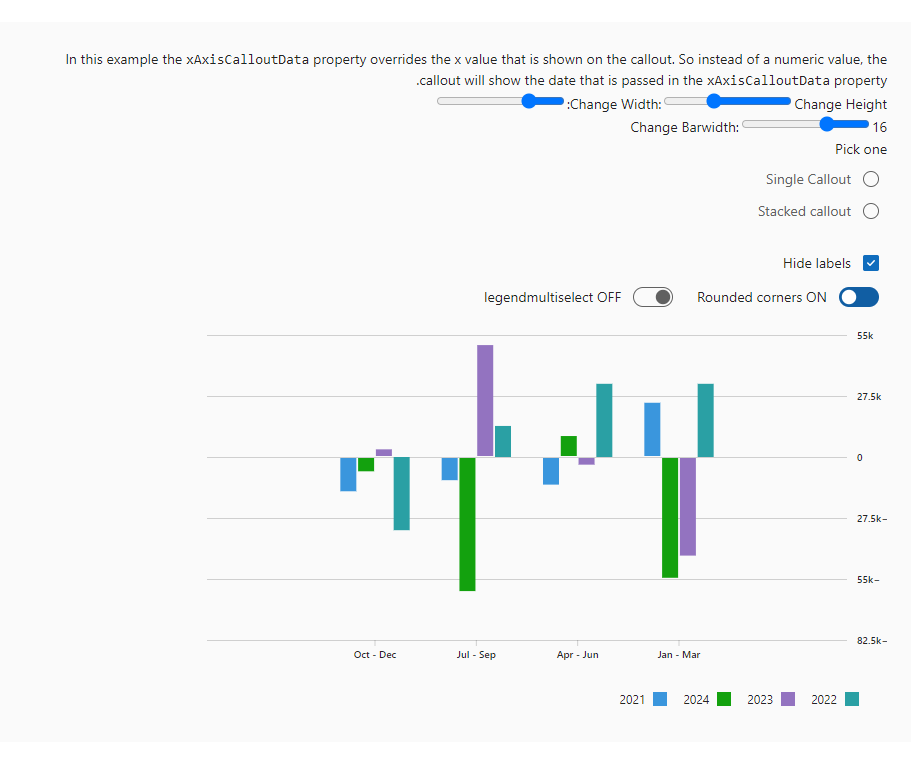 In this example the xAxisCalloutData property overrides the x value that is shown on the callout. So instead of a numeric value, the
.callout will show the date that is passed in the xAxisCalloutData property
:Change Width: Change Height
Change Barwidth: 16
Pick one
Single Callout
Stacked callout
Hide labels
legendmultiselect OFF Rounded corners ON
55k
27.5k
0
27.5k−
55k−
82.5k−
Oct - Dec Jul - Sep Apr - Jun Jan - Mar
2021 2024 2023 2022